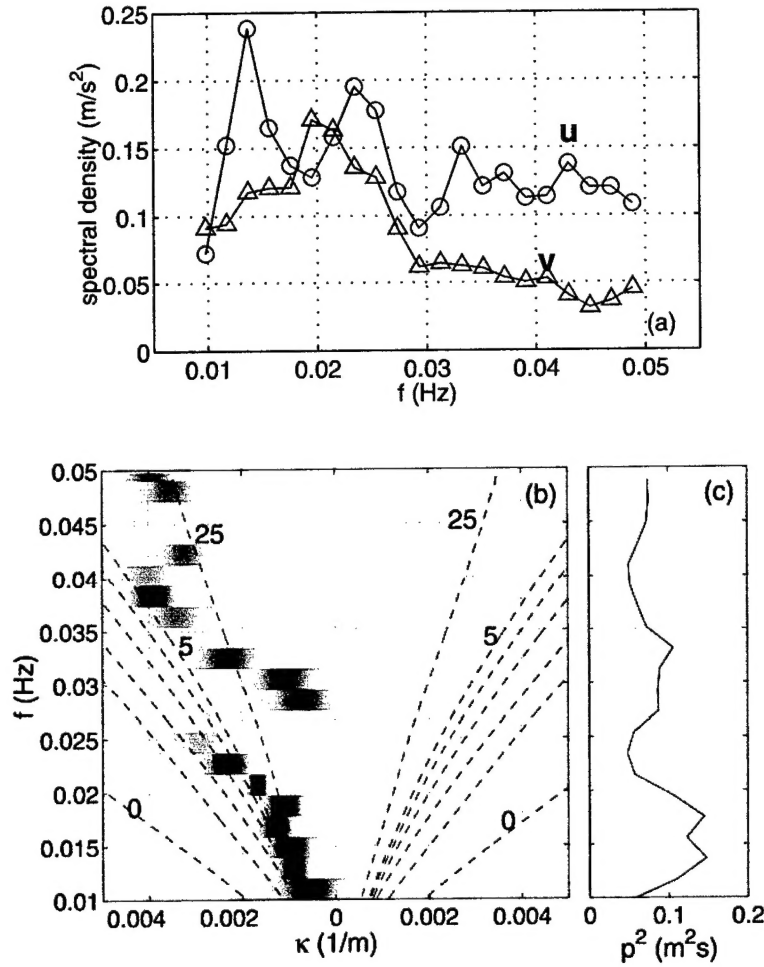 0.25
0.2
0.15
0.1
0.05
0
spectral density (m/s²)
u
v
(a)
0.01 0.02 0.03 0.04 0.05
f (Hz)
0.05
0.045
0.04
0.035
0.03
0.025
0.02
0.015
0.01
f (Hz)
(b)
25
25
5
5
0
0
0.004 0.002 0 0.002 0.004
κ (1/m)
(c)
0 0.1 0.2
p² (m²s)